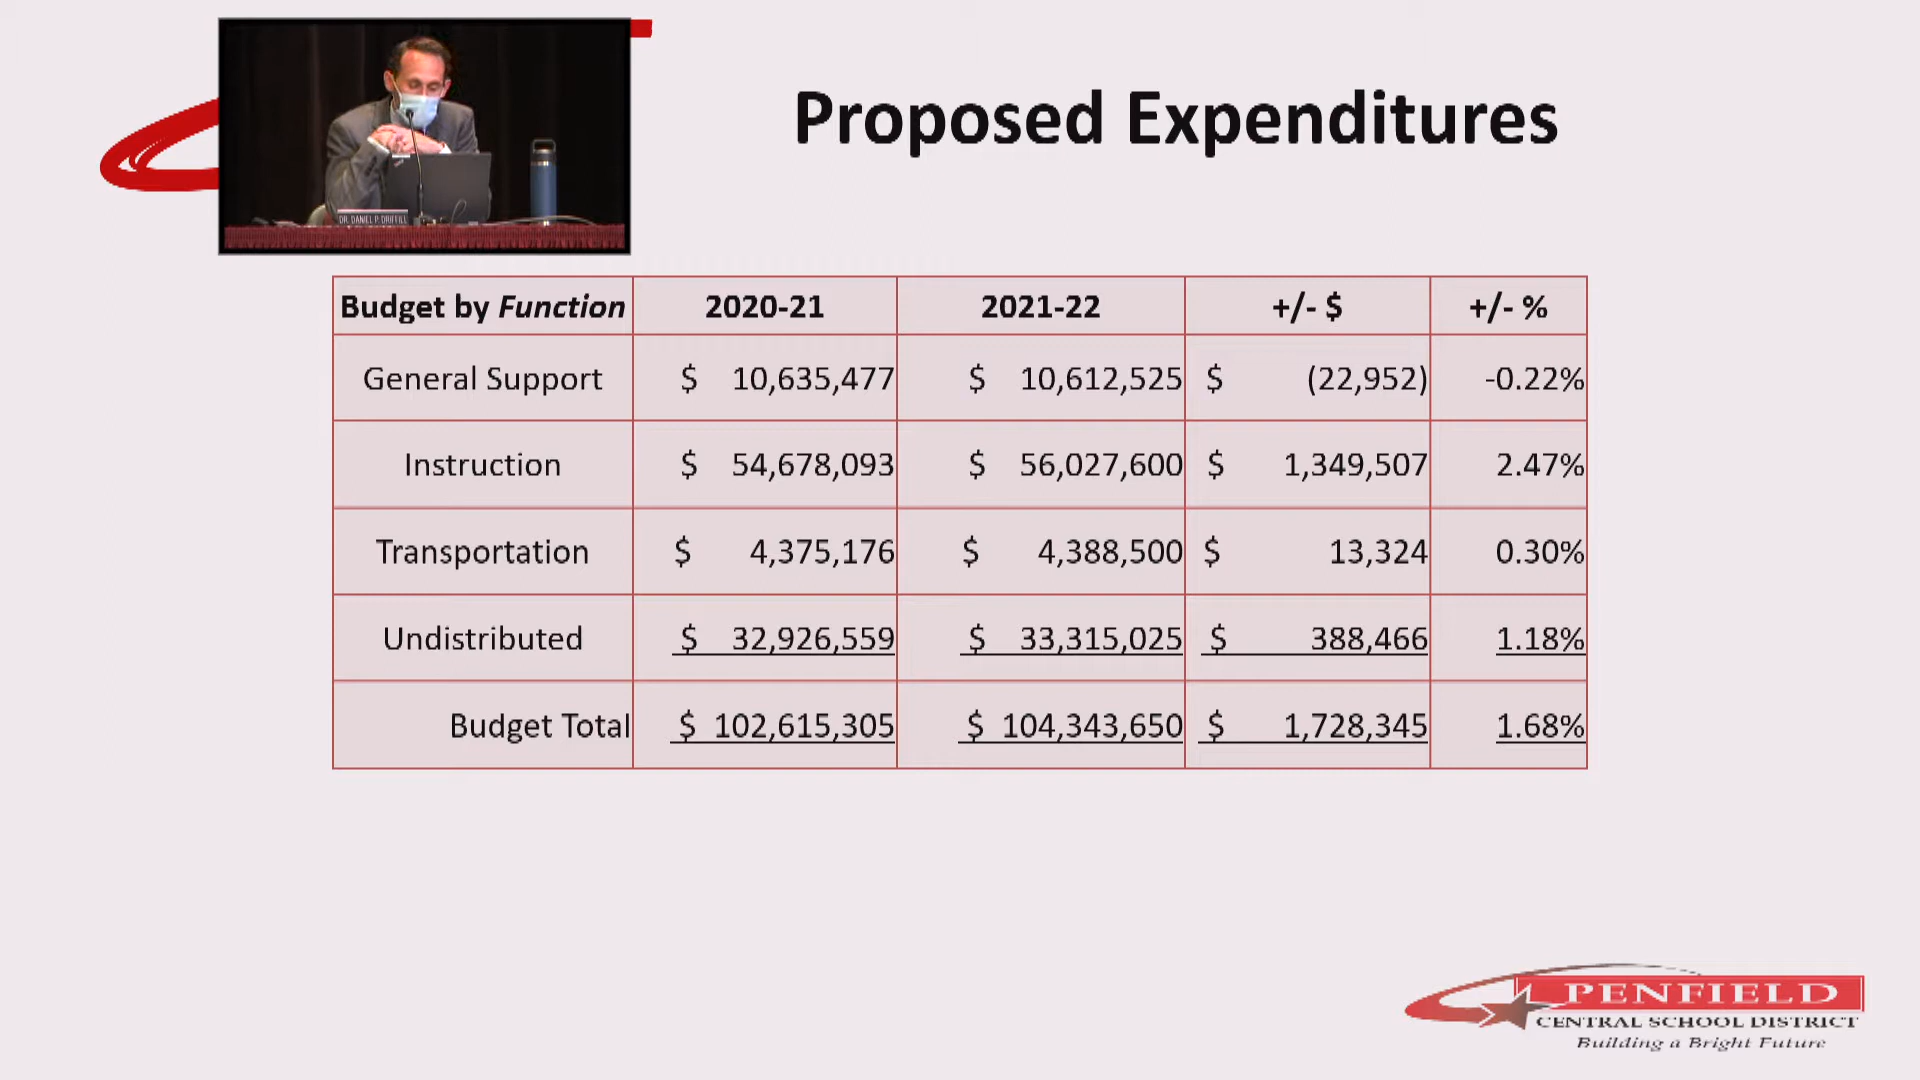 Proposed Expenditures
DR. DANIEL P. DRIFFILL
Budget by Function 2020-21 2021-22 +/- $ +/- %
General Support $ 10,635,477 $ 10,612,525 $ (22,952) -0.22%
Instruction $ 54,678,093 $ 56,027,600 $ 1,349,507 2.47%
Transportation $ 4,375,176 $ 4,388,500 $ 13,324 0.30%
Undistributed $ 32,926,559 $ 33,315,025 $ 388,466 1.18%
Budget Total $ 102,615,305 $ 104,343,650 $ 1,728,345 1.68%
PENFIELD
CENTRAL SCHOOL DISTRICT
Building a Bright Future